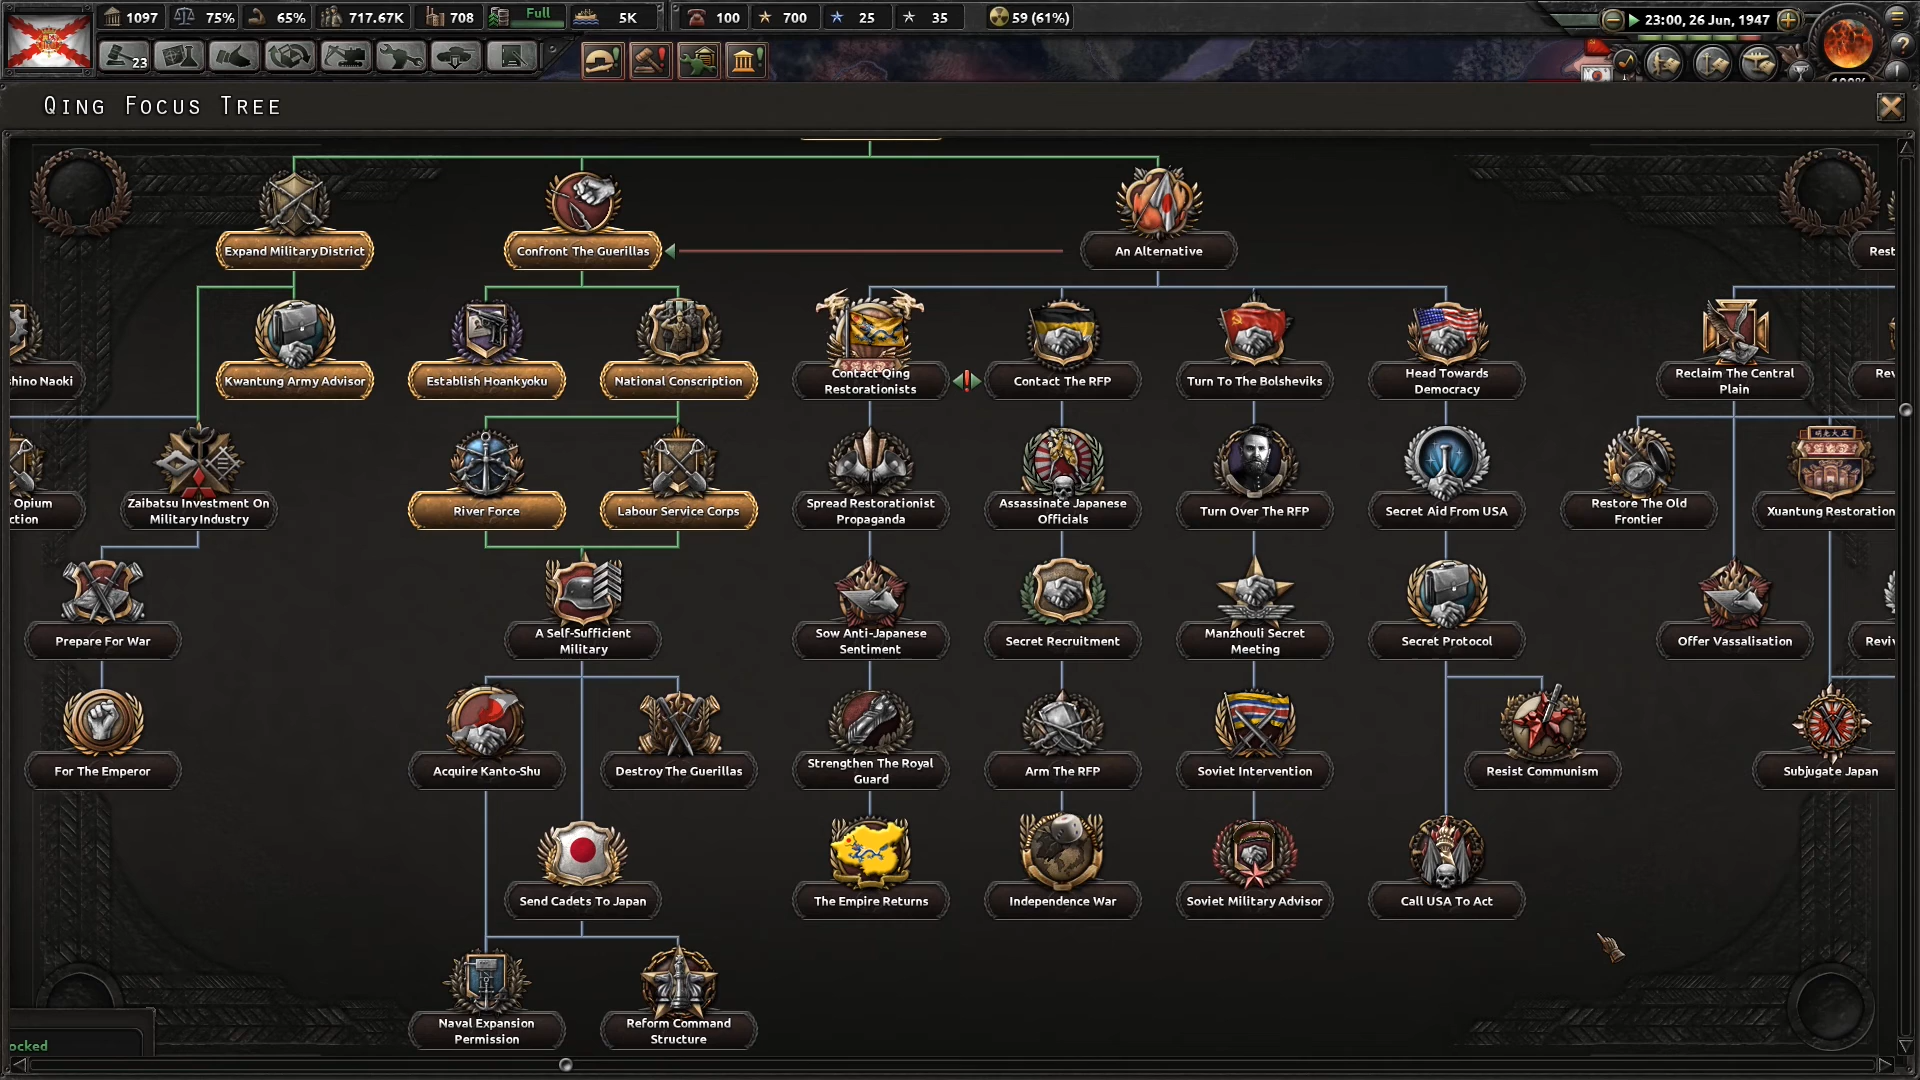 1097
75%
65%
717.67K
708
Full
5K
100
700
25
35
59 (61%)
23:00, 26 Jun, 1947
23
QING FOCUS TREE
Expand Military District
Confront The Guerillas
An Alternative
Rest
shino Naoki
Kwantung Army Advisor
Establish Hoankyoku
National Conscription
Contact Qing
Restorationists
Contact The RFP
Turn To The Bolsheviks
Head Towards
Democracy
Reclaim The Central
Plain
Rev
Opium
ction
Zaibatsu Investment On
Military Industry
River Force
Labour Service Corps
Spread Restorationist
Propaganda
Assassinate Japanese
Officials
Turn Over The RFP
Secret Aid From USA
Restore The Old
Frontier
Xuantung Restoration
Prepare For War
A Self-Sufficient
Military
Sow Anti-Japanese
Sentiment
Secret Recruitment
Manzhouli Secret
Meeting
Secret Protocol
Offer Vassalisation
Reviv
For The Emperor
Acquire Kanto-Shu
Destroy The Guerillas
Strengthen The Royal
Guard
Arm The RFP
Soviet Intervention
Resist Communism
Subjugate Japan
Send Cadets To Japan
The Empire Returns
Independence War
Soviet Military Advisor
Call USA To Act
Naval Expansion
Permission
Reform Command
Structure
ocked